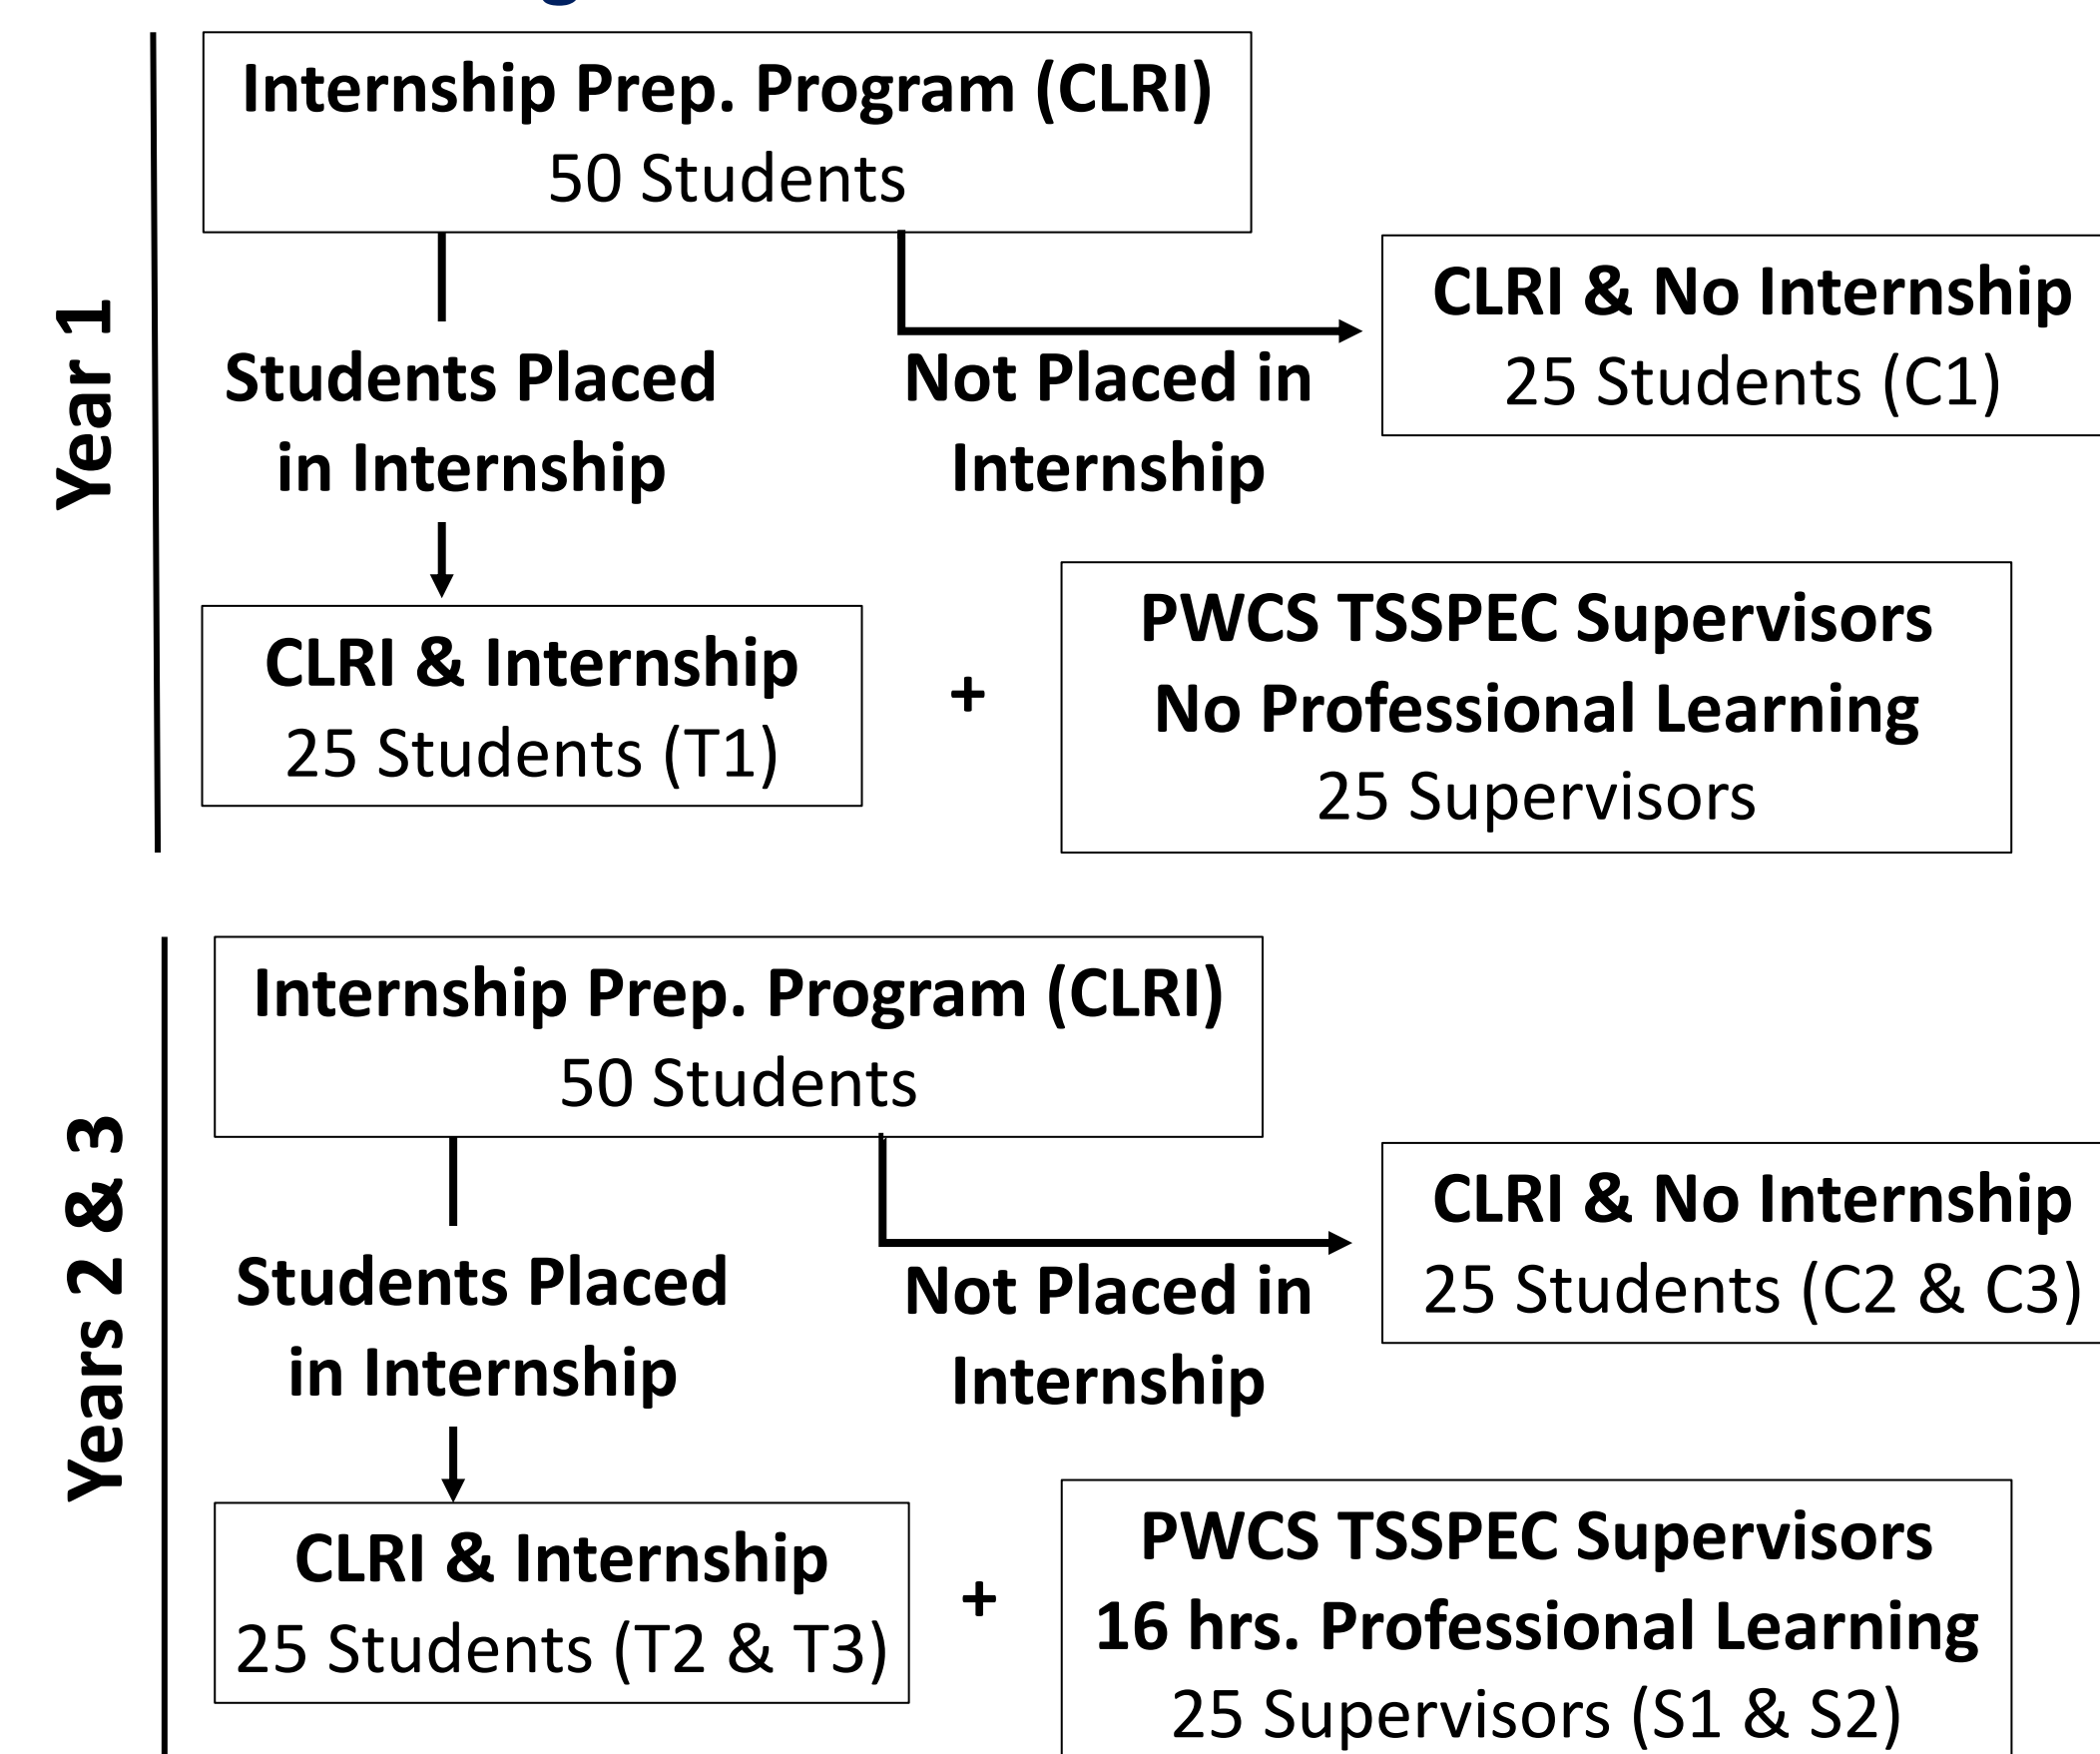 Year 1
Internship Prep. Program (CLRI)
50 Students
CLRI & No Internship
25 Students (C1)
Students Placed
in Internship
Not Placed in
Internship
CLRI & Internship
25 Students (T1)
+
PWCS TSSPEC Supervisors
No Professional Learning
25 Supervisors
Years 2 & 3
Internship Prep. Program (CLRI)
50 Students
CLRI & No Internship
25 Students (C2 & C3)
Students Placed
in Internship
Not Placed in
Internship
CLRI & Internship
25 Students (T2 & T3)
+
PWCS TSSPEC Supervisors
16 hrs. Professional Learning
25 Supervisors (S1 & S2)